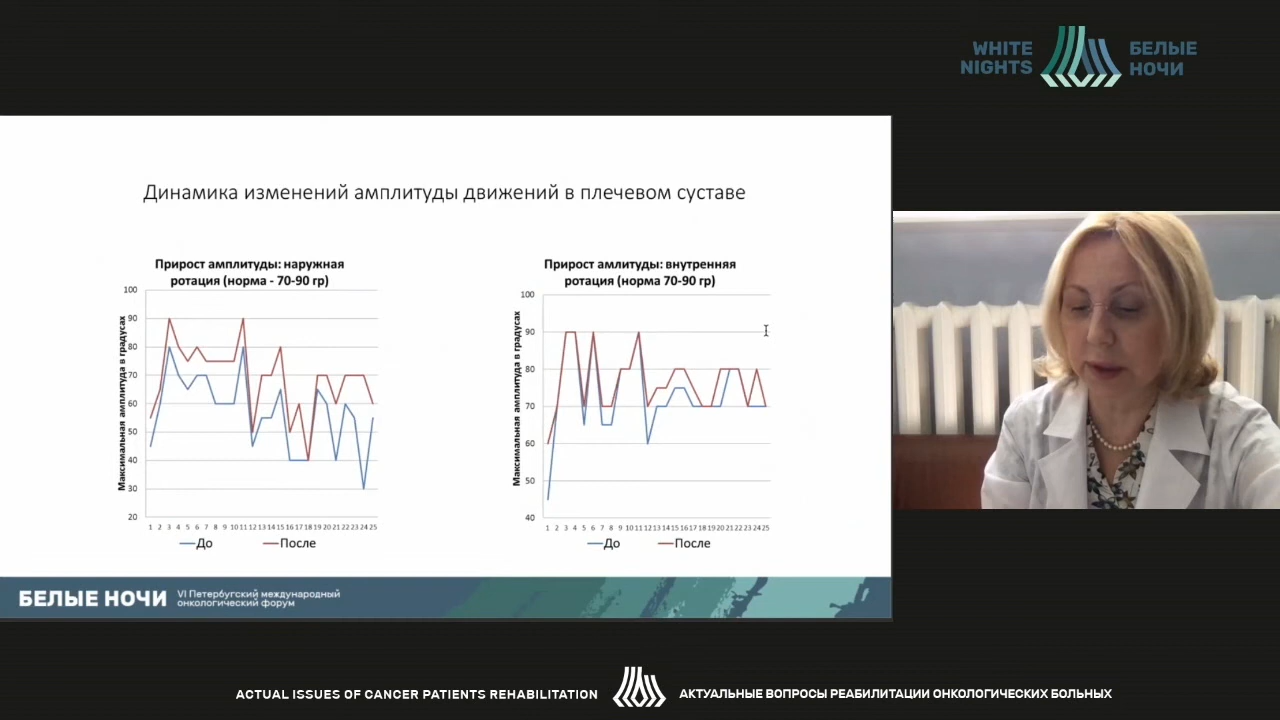 WHITE
NIGHTS
БЕЛЫЕ
НОЧИ
Динамика изменений амплитуды движений в плечевом суставе
Прирост амплитуды: наружная
ротация (норма - 70-90 гр)
Максимальная амплитуда в градусах
100
90
80
70
60
50
40
30
20
1 2 3 4 5 6 7 8 9 10 11 12 13 14 15 16 17 18 19 20 21 22 23 24 25
До
После
Прирост амлитуды: внутренняя
ротация (норма 70-90 гр)
Максимальная амплитуда в градусах
100
90
80
70
60
50
40
1 2 3 4 5 6 7 8 9 10 11 12 13 14 15 16 17 18 19 20 21 22 23 24 25
До
После
БЕЛЫЕ НОЧИ
VI Петербугский международный
онкологический форум
ACTUAL ISSUES OF CANCER PATIENTS REHABILITATION
АКТУАЛЬНЫЕ ВОПРОСЫ РЕАБИЛИТАЦИИ ОНКОЛОГИЧЕСКИХ БОЛЬНЫХ